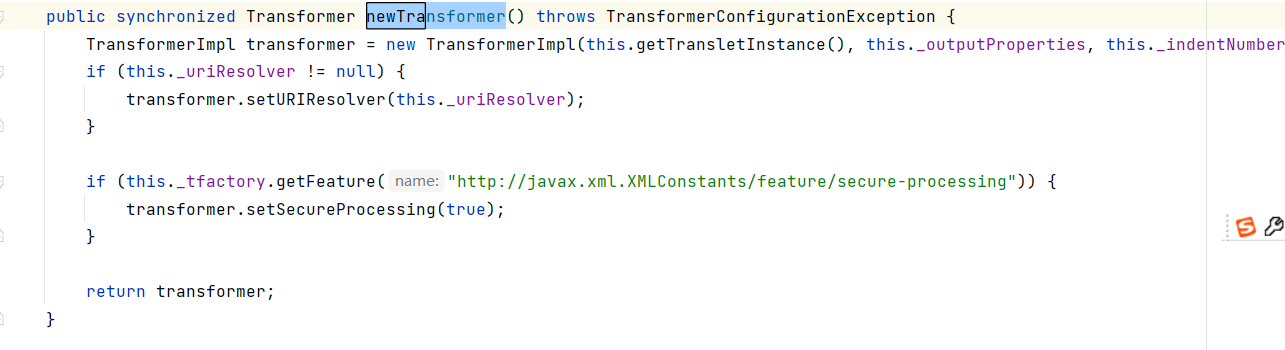 public synchronized Transformer newTransformer() throws TransformerConfigurationException {
    TransformerImpl transformer = new TransformerImpl(this.getTransletInstance(), this._outputProperties, this._indentNumber
    if (this._uriResolver != null) {
        transformer.setURIResolver(this._uriResolver);
    }
    if (this._tfactory.getFeature( name: "http://javax.xml.XMLConstants/feature/secure-processing")) {
        transformer.setSecureProcessing(true);
    }
    return transformer;
}